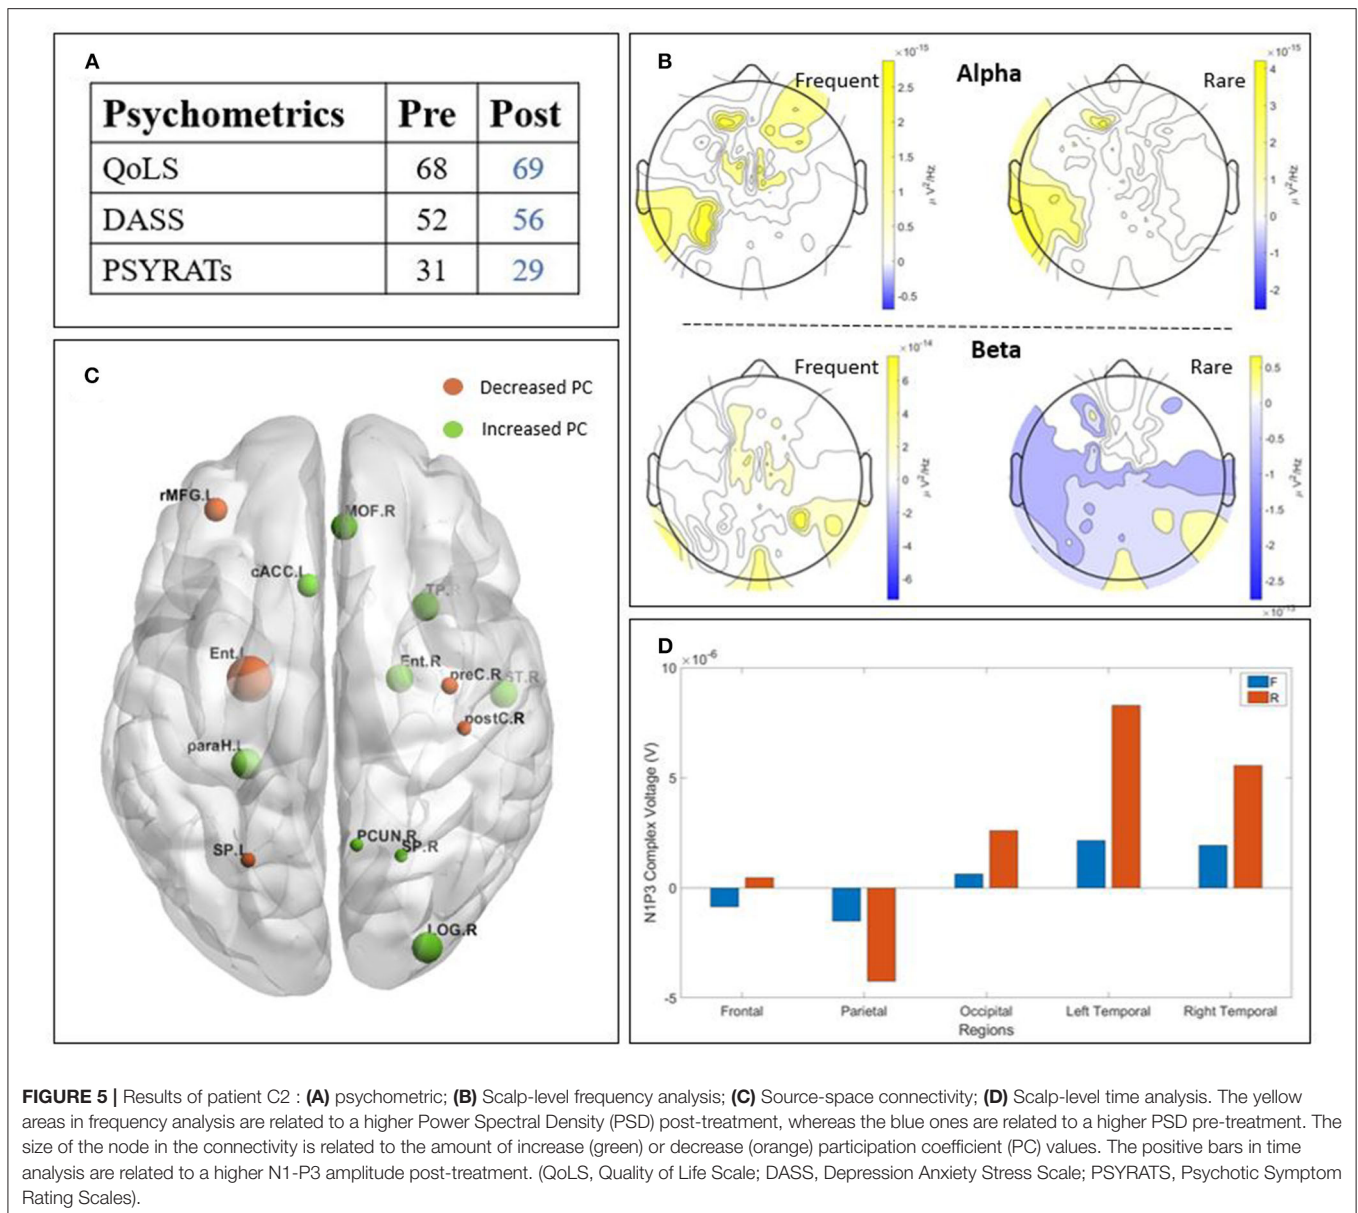 A
Psychometrics Pre Post
QoLS 68 69
DASS 52 56
PSYRATs 31 29
B
Alpha
Frequent
×10⁻¹⁵
2.5
2
1.5
1
0.5
0
-0.5
μ V²/Hz
Rare
×10⁻¹⁵
4
3
2
1
0
-1
-2
μ V²/Hz
Beta
Frequent
×10⁻¹⁴
6
4
2
0
-2
-4
-6
μ V²/Hz
Rare
0.5
0
-0.5
-1
-1.5
-2
-2.5
μ V²/Hz
C
Decreased PC
Increased PC
rMFG.L
MOF.R
cACC.L
TP.R
Ent.L
Ent.R
preC.R
ST.R
postC.R
paraH.L
PCUN.R
SP.L
SP.R
LOG.R
D
×10⁻⁶
10
5
0
-5
N1P3 Complex Voltage (V)
F
R
Frontal Parietal Occipital Left Temporal Right Temporal
Regions
FIGURE 5 | Results of patient C2 : (A) psychometric; (B) Scalp-level frequency analysis; (C) Source-space connectivity; (D) Scalp-level time analysis. The yellow
areas in frequency analysis are related to a higher Power Spectral Density (PSD) post-treatment, whereas the blue ones are related to a higher PSD pre-treatment. The
size of the node in the connectivity is related to the amount of increase (green) or decrease (orange) participation coefficient (PC) values. The positive bars in time
analysis are related to a higher N1-P3 amplitude post-treatment. (QoLS, Quality of Life Scale; DASS, Depression Anxiety Stress Scale; PSYRATS, Psychotic Symptom
Rating Scales).